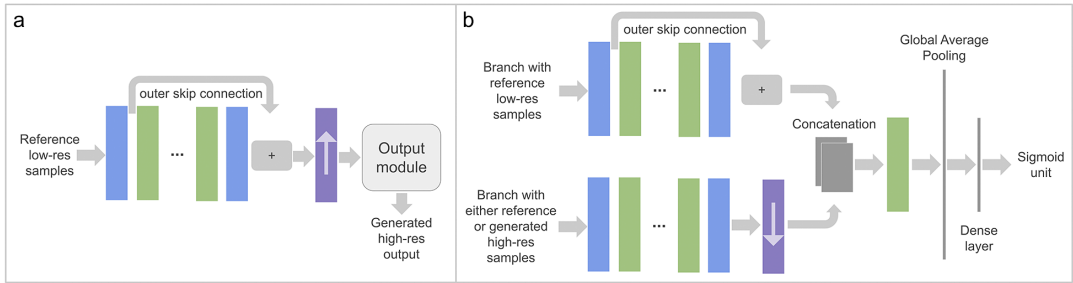 a
outer skip connection
Reference
low-res
samples
...
+
Output
module
Generated
high-res
output
b
outer skip connection
Branch with
reference
low-res
samples
...
+
Global Average
Pooling
Concatenation
Sigmoid
unit
Branch with
either reference
or generated
high-res
samples
...
Dense
layer